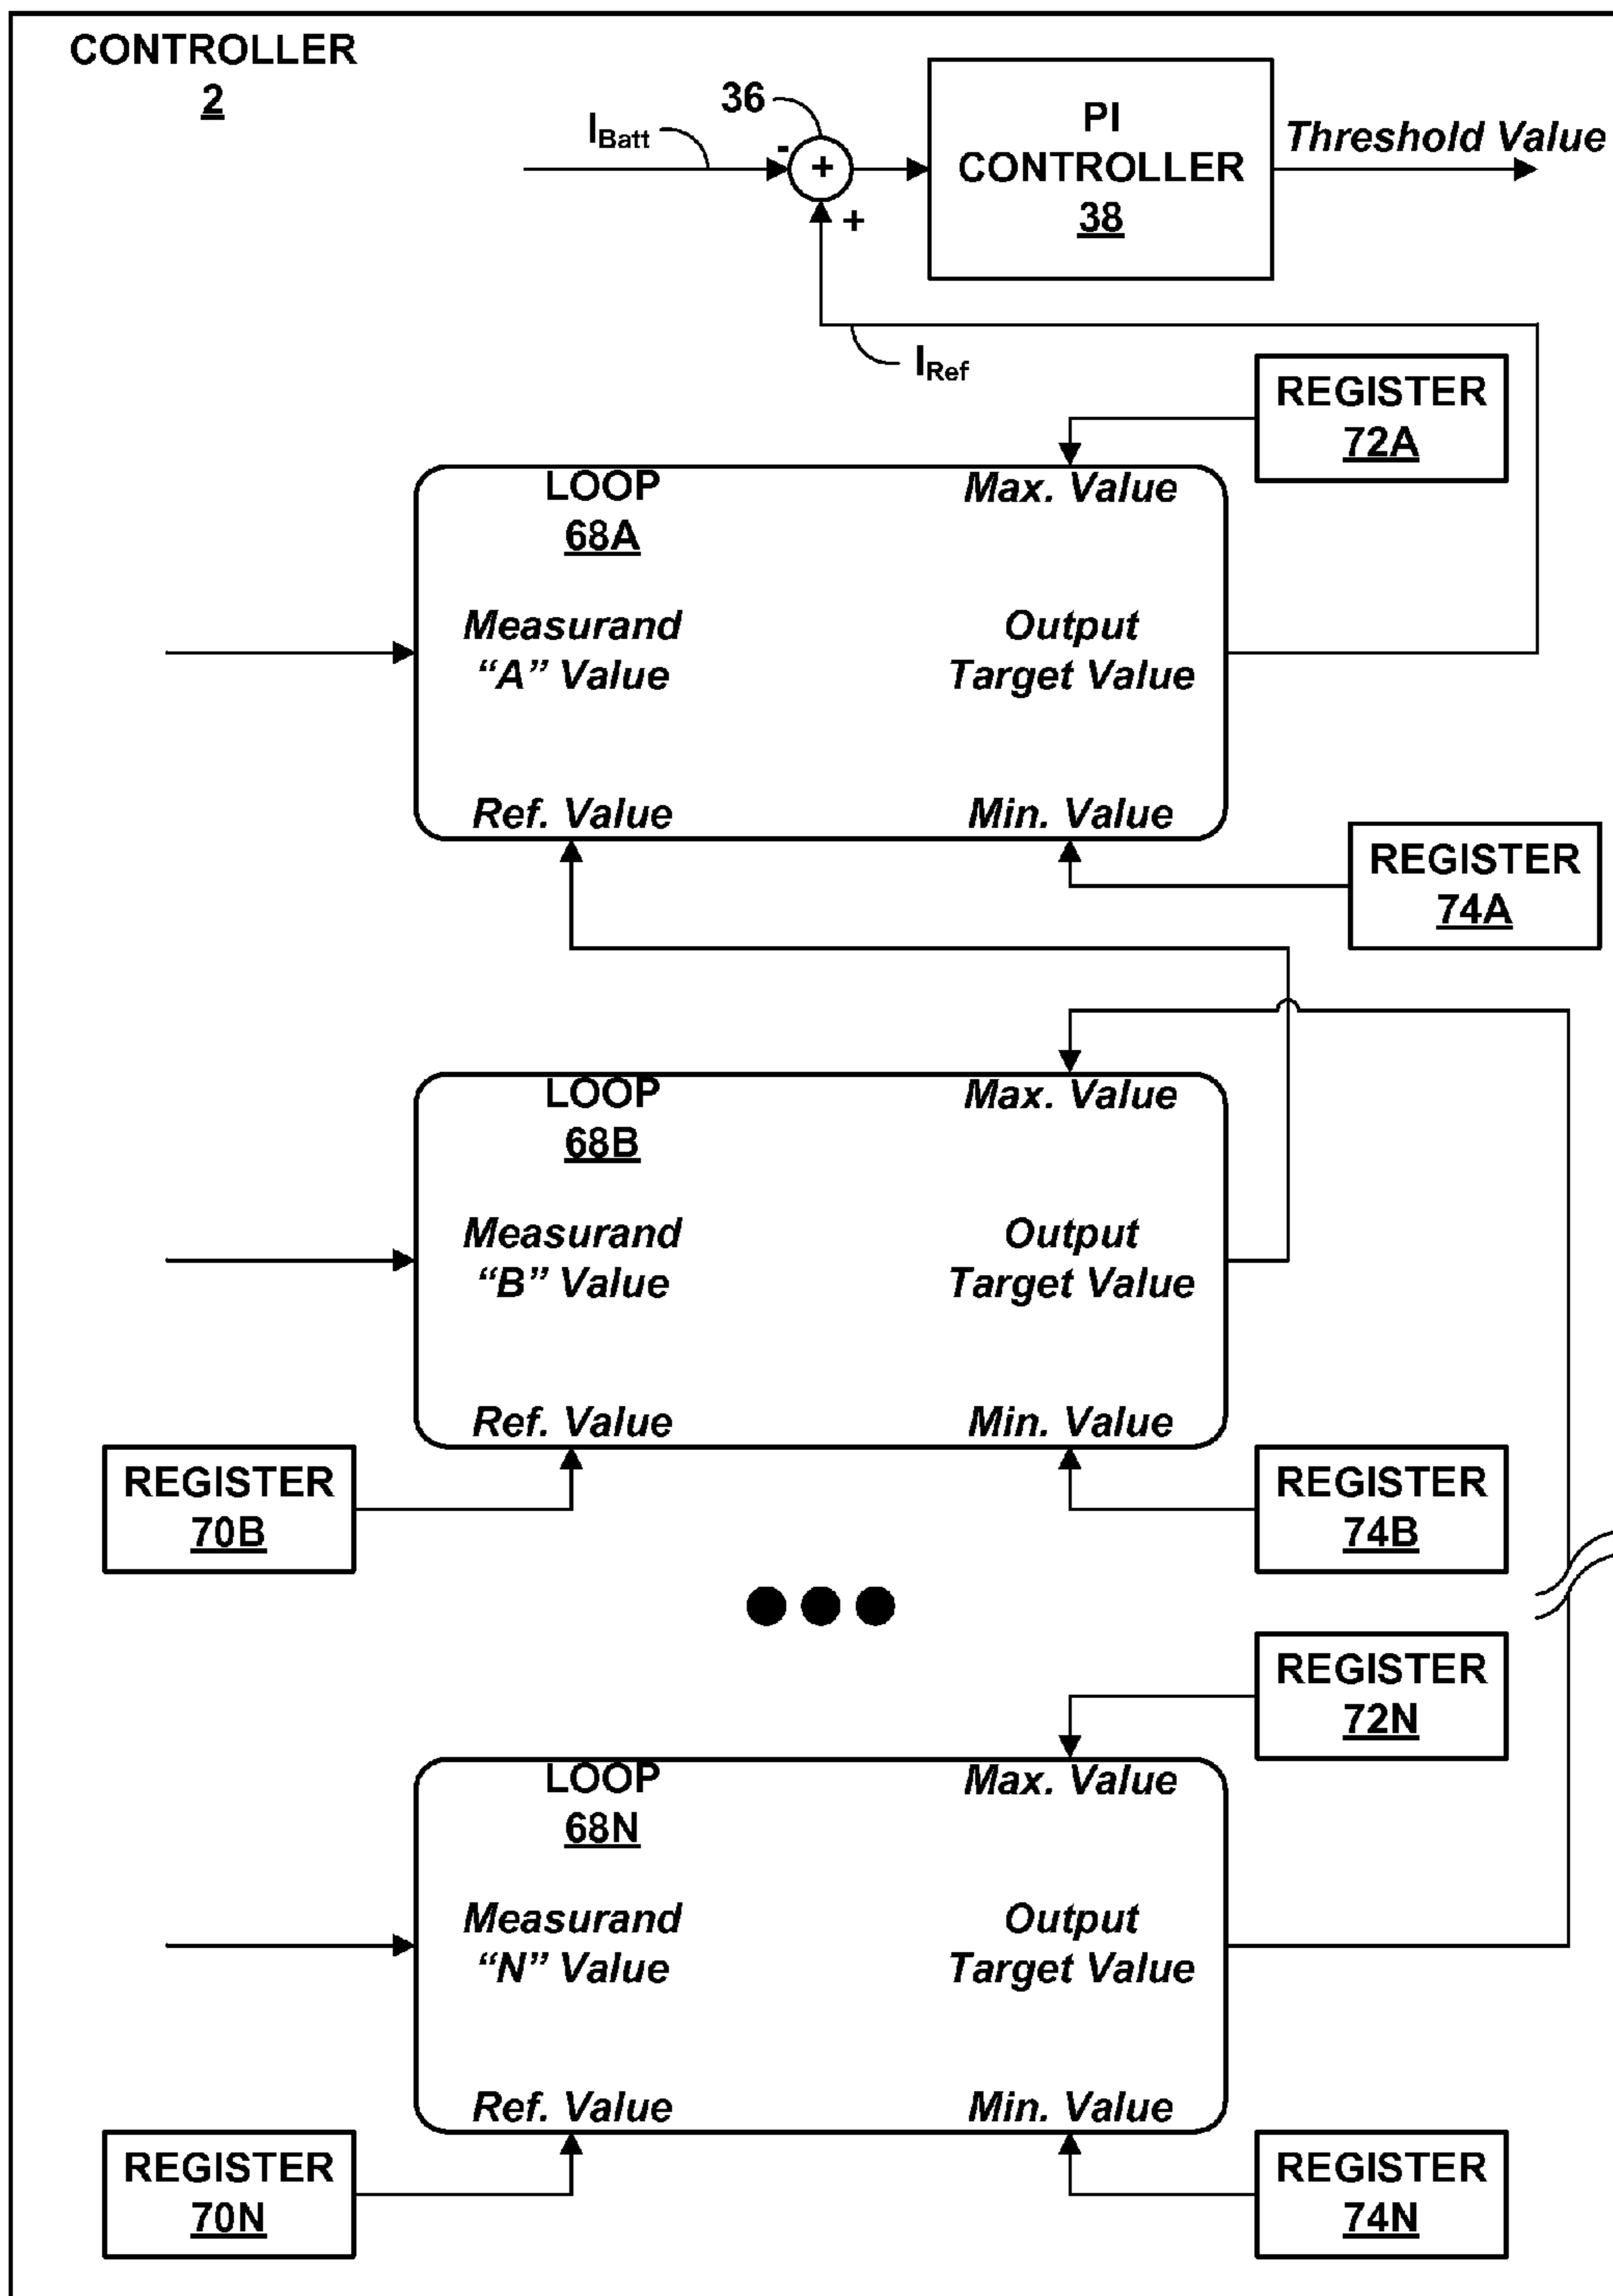 CONTROLLER
2
36
I_Batt
-
+
+
PI
CONTROLLER
38
Threshold Value
I_Ref
REGISTER
72A
LOOP
68A
Max. Value
Measurand
“A” Value
Output
Target Value
Ref. Value
Min. Value
REGISTER
74A
LOOP
68B
Max. Value
Measurand
“B” Value
Output
Target Value
Ref. Value
Min. Value
REGISTER
70B
REGISTER
74B
REGISTER
72N
LOOP
68N
Max. Value
Measurand
“N” Value
Output
Target Value
Ref. Value
Min. Value
REGISTER
70N
REGISTER
74N